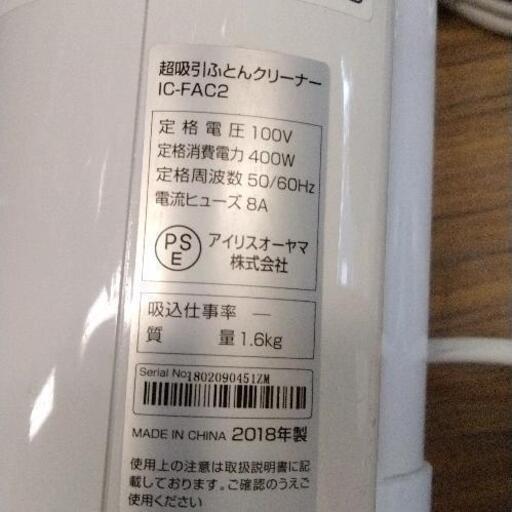 超吸引ふとんクリーナー
IC-FAC2
定格電圧 100V
定格消費電力 400W
定格周波数 50/60Hz
電流ヒューズ 8A
PSE
アイリスオーヤマ
株式会社
吸込仕事率 —
質量 1.6kg
Serial No.1802090451ZM
MADE IN CHINA 2018年製
使用上の注意は取扱説明書に記
載しております。ご確認のうえご
使用ください